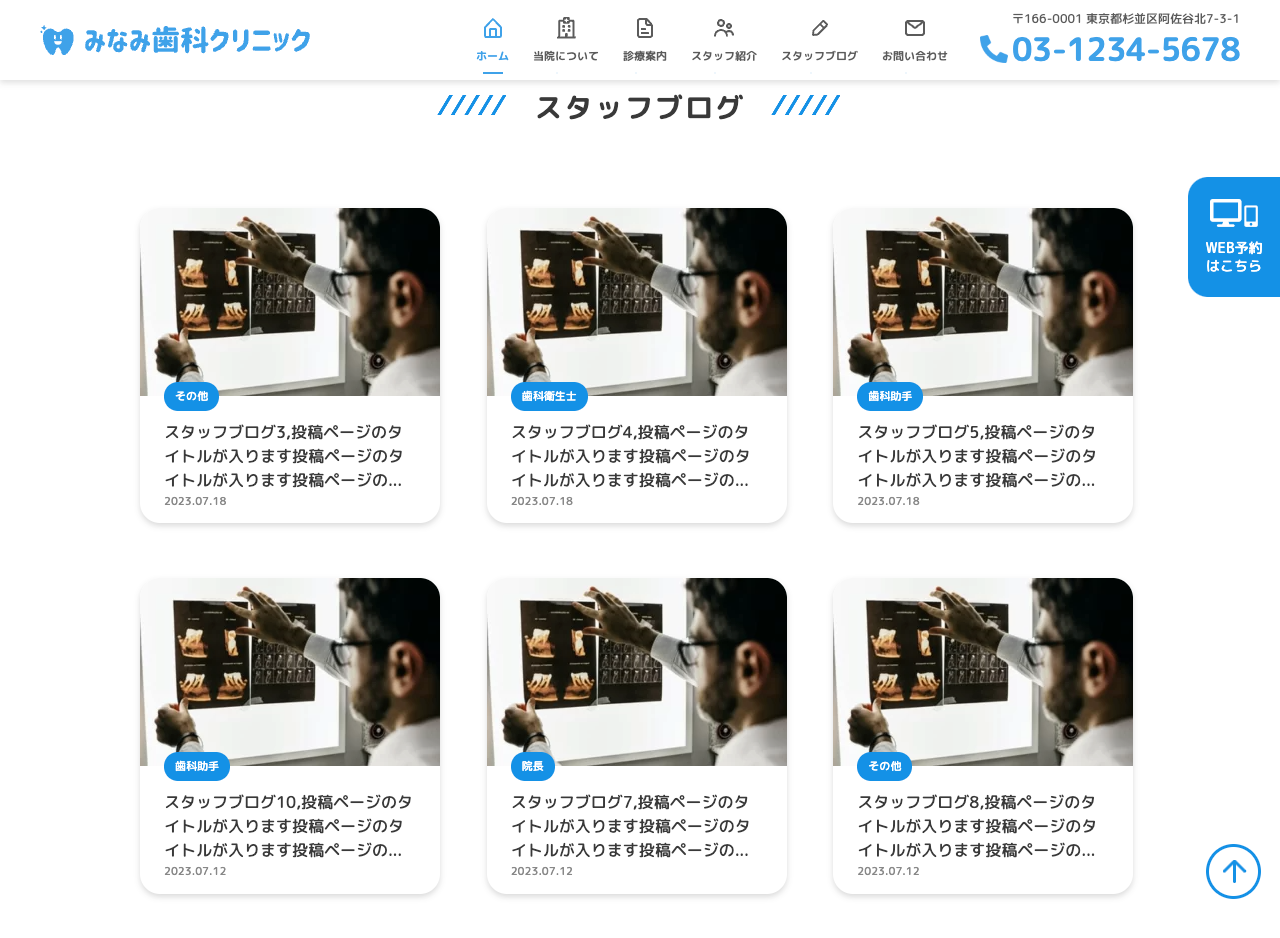 みなみ歯科クリニック
ホーム
当院について
診療案内
スタッフ紹介
スタッフブログ
お問い合わせ
〒166-0001 東京都杉並区阿佐谷北7-3-1
03-1234-5678
スタッフブログ
WEB予約
はこちら
その他
スタッフブログ3,投稿ページのタ
イトルが入ります投稿ページのタ
イトルが入ります投稿ページの...
2023.07.18
歯科衛生士
スタッフブログ4,投稿ページのタ
イトルが入ります投稿ページのタ
イトルが入ります投稿ページの...
2023.07.18
歯科助手
スタッフブログ5,投稿ページのタ
イトルが入ります投稿ページのタ
イトルが入ります投稿ページの...
2023.07.18
歯科助手
スタッフブログ10,投稿ページのタ
イトルが入ります投稿ページのタ
イトルが入ります投稿ページの...
2023.07.12
院長
スタッフブログ7,投稿ページのタ
イトルが入ります投稿ページのタ
イトルが入ります投稿ページの...
2023.07.12
その他
スタッフブログ8,投稿ページのタ
イトルが入ります投稿ページのタ
イトルが入ります投稿ページの...
2023.07.12